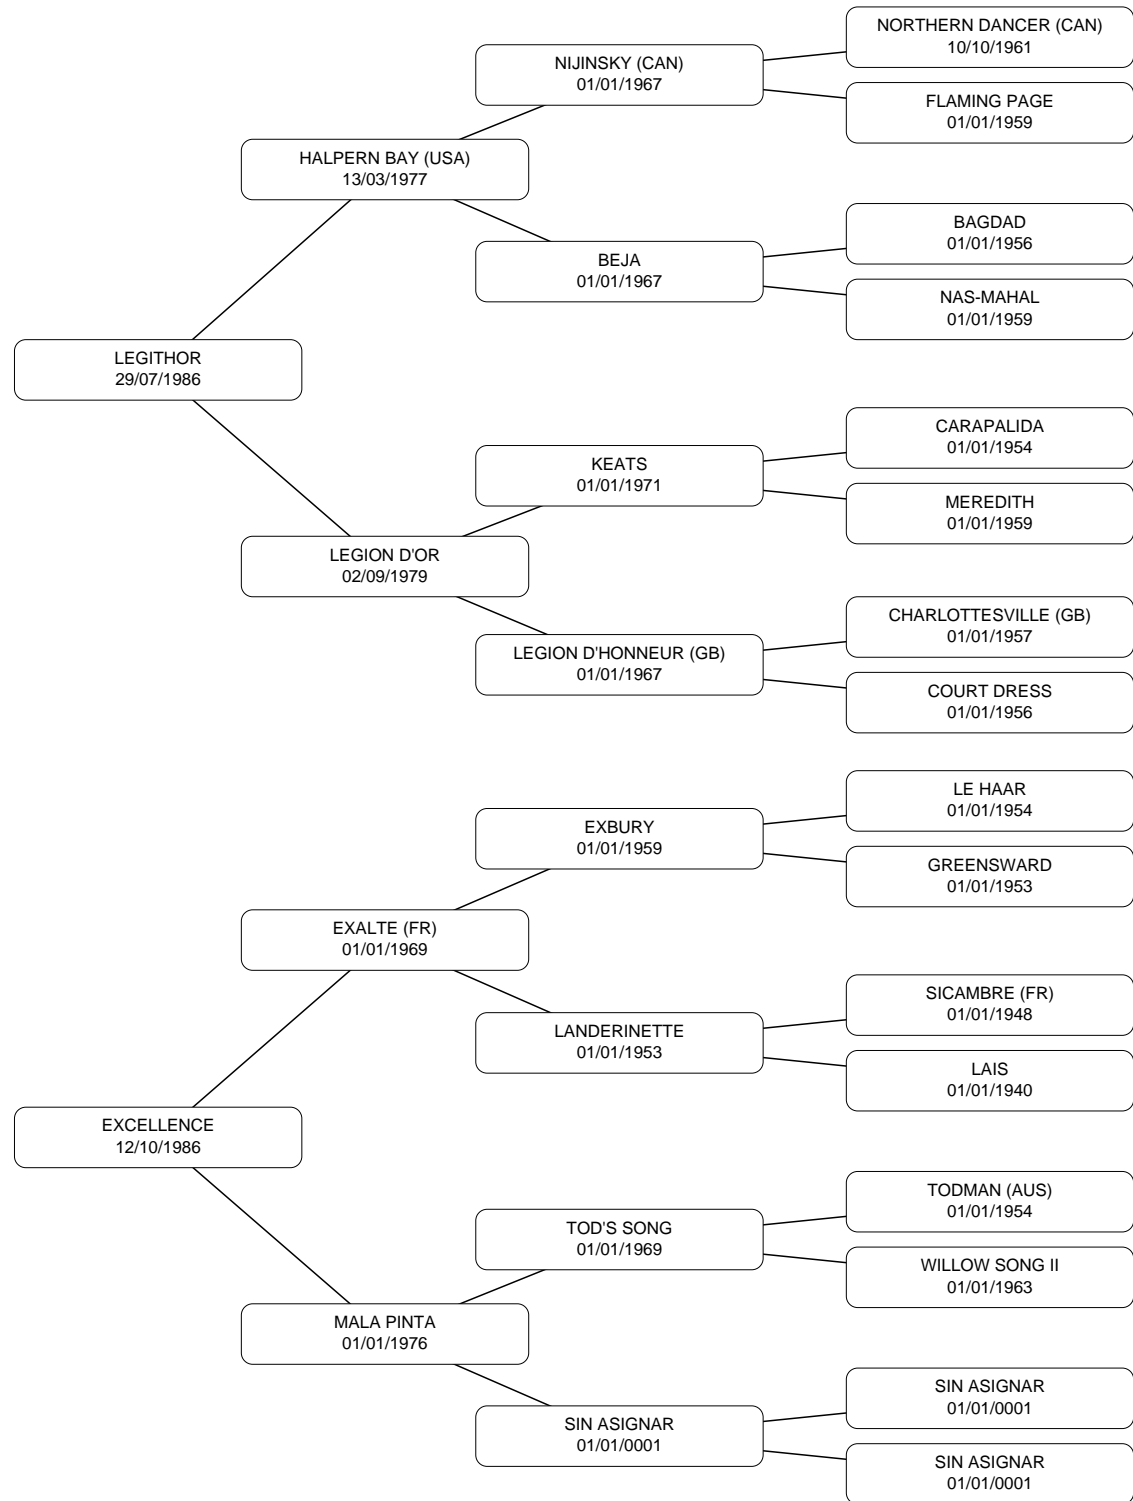 NORTHERN DANCER (CAN)
10/10/1961
NIJINSKY (CAN)
01/01/1967
FLAMING PAGE
01/01/1959
HALPERN BAY (USA)
13/03/1977
BAGDAD
01/01/1956
BEJA
01/01/1967
NAS-MAHAL
01/01/1959
LEGITHOR
29/07/1986
CARAPALIDA
01/01/1954
KEATS
01/01/1971
MEREDITH
01/01/1959
LEGION D'OR
02/09/1979
CHARLOTTESVILLE (GB)
01/01/1957
LEGION D'HONNEUR (GB)
01/01/1967
COURT DRESS
01/01/1956
LE HAAR
01/01/1954
EXBURY
01/01/1959
GREENSWARD
01/01/1953
EXALTE (FR)
01/01/1969
SICAMBRE (FR)
01/01/1948
LANDERINETTE
01/01/1953
LAIS
01/01/1940
EXCELLENCE
12/10/1986
TODMAN (AUS)
01/01/1954
TOD'S SONG
01/01/1969
WILLOW SONG II
01/01/1963
MALA PINTA
01/01/1976
SIN ASIGNAR
01/01/0001
SIN ASIGNAR
01/01/0001
SIN ASIGNAR
01/01/0001